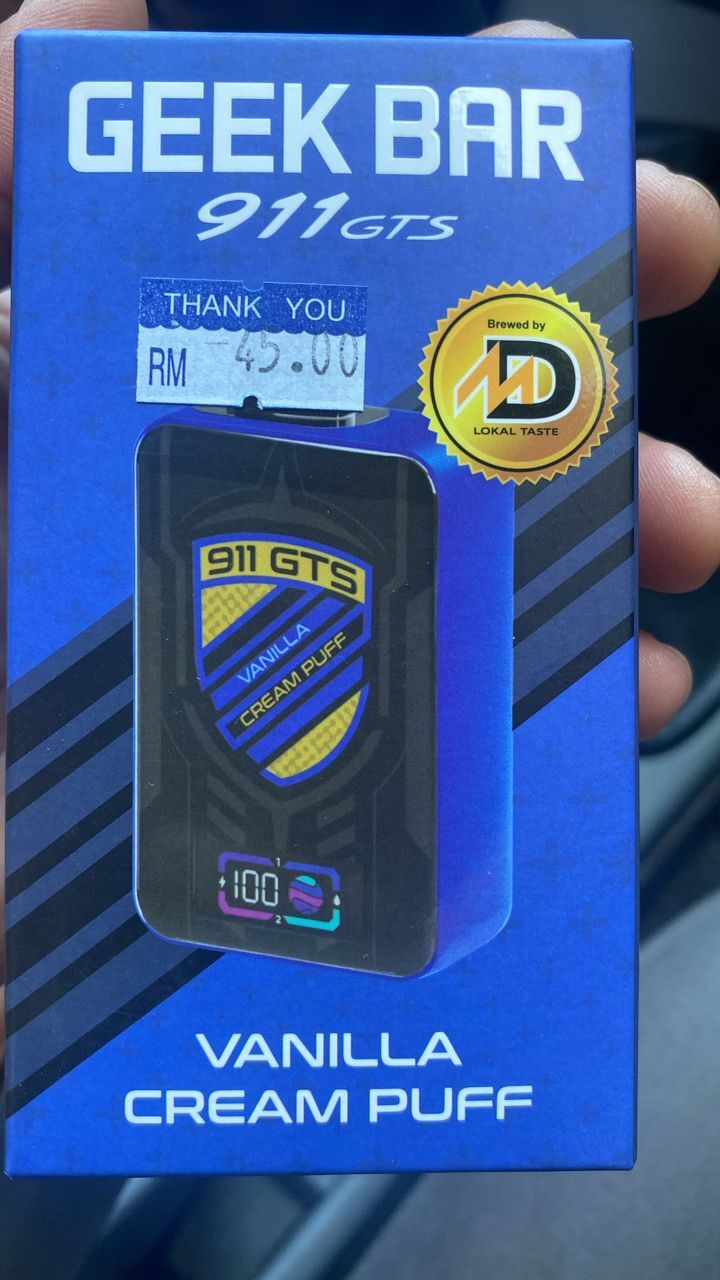 GEEK BAR
911 GTS
THANK YOU
RM 45.00
Brewed by
MD
LOKAL TASTE
911 GTS
VANILLA
CREAM PUFF
1
100
2
VANILLA
CREAM PUFF